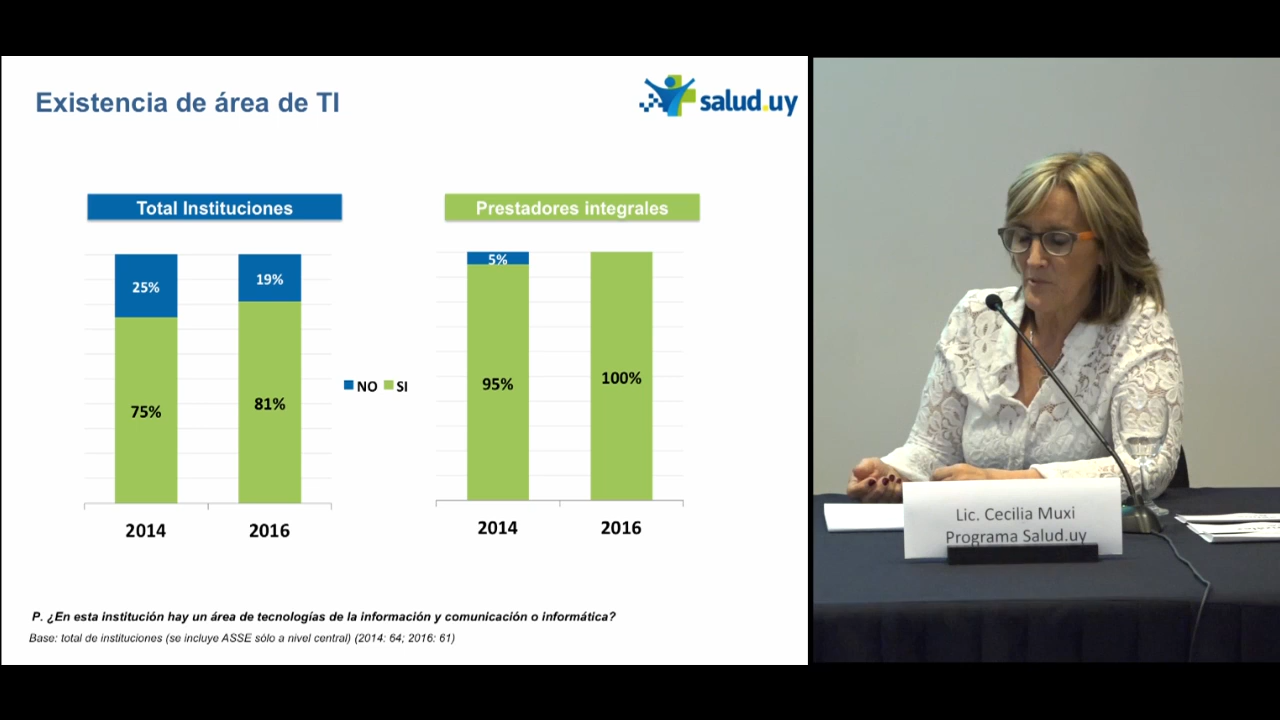 Existencia de área de TI
salud.uy
Total Instituciones
Prestadores integrales
25%
19%
75%
81%
2014
2016
NO SI
5%
95%
100%
2014
2016
P. ¿En esta institución hay un área de tecnologías de la información y comunicación o informática?
Base: total de instituciones (se incluye ASSE sólo a nivel central) (2014: 64; 2016: 61)
Lic. Cecilia Muxi
Programa Salud.uy